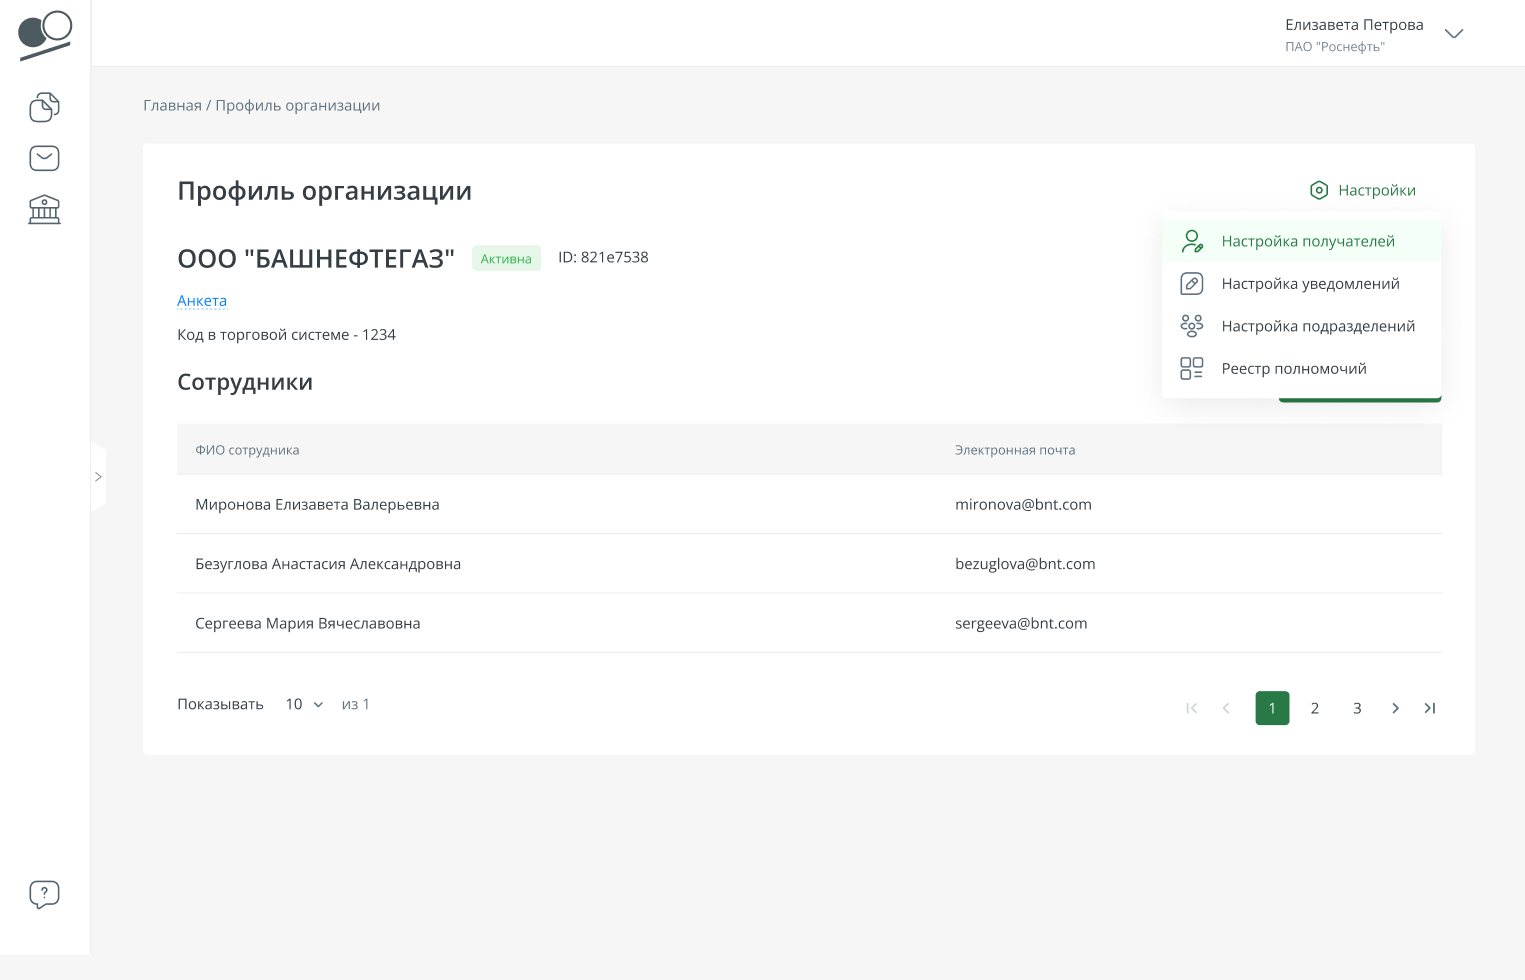 Елизавета Петрова
ПАО "Роснефть"
Главная / Профиль организации
Профиль организации
Настройки
ООО "БАШНЕФТЕГАЗ" Активна ID: 821e7538
Настройка получателей
Настройка уведомлений
Настройка подразделений
Реестр полномочий
Анкета
Код в торговой системе - 1234
Сотрудники
ФИО сотрудника Электронная почта
Миронова Елизавета Валерьевна mironova@bnt.com
Безуглова Анастасия Александровна bezuglova@bnt.com
Сергеева Мария Вячеславовна sergeeva@bnt.com
Показывать 10 из 1
1 2 3
?